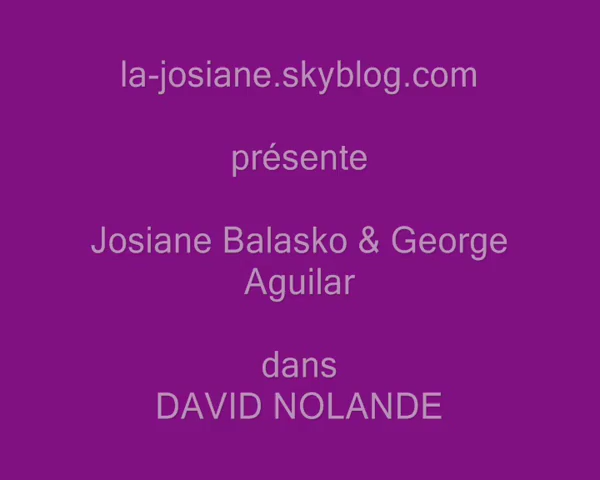 la-josiane.skyblog.com
présente
Josiane Balasko & George
Aguilar
dans
DAVID NOLANDE